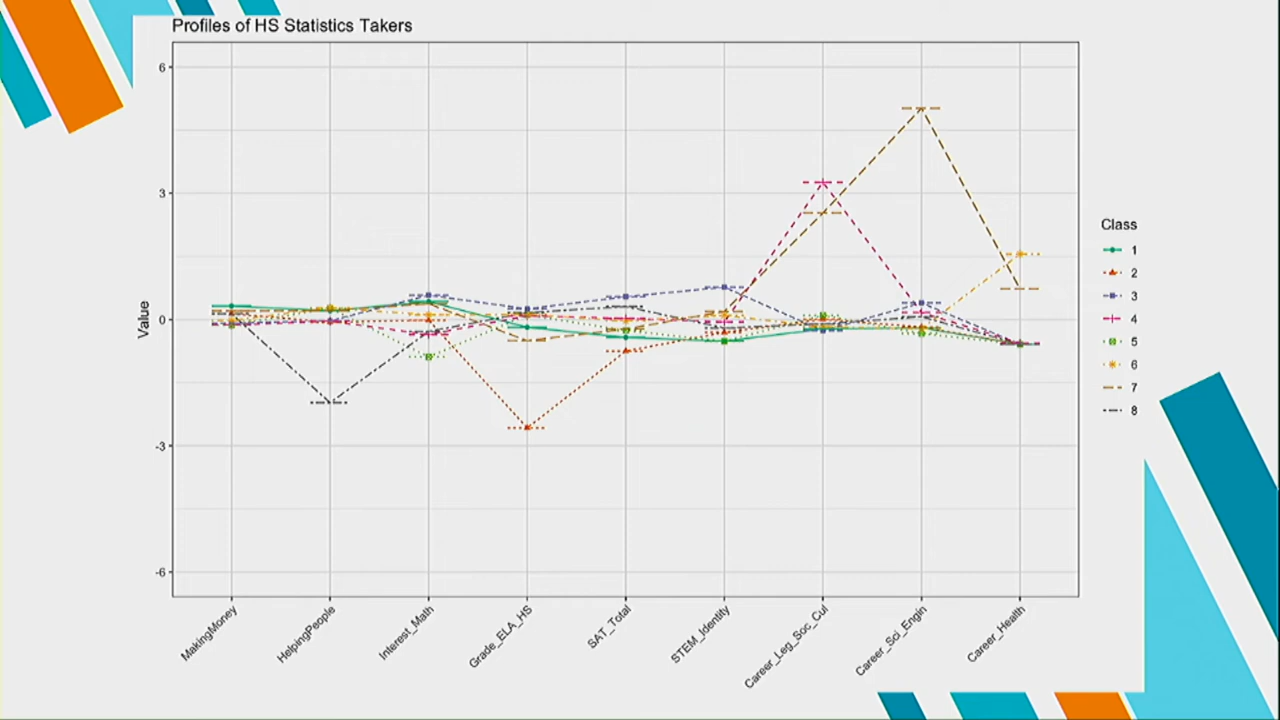 Profiles of HS Statistics Takers
6
3
0
-3
-6
Value
MakingMoney
HelpingPeople
Interest_Math
Grade_ELA_HS
SAT_Total
STEM_Identity
Career_Leg_Soc_Cul
Career_Sci_Engin
Career_Health
Class
1
2
3
4
5
6
7
8